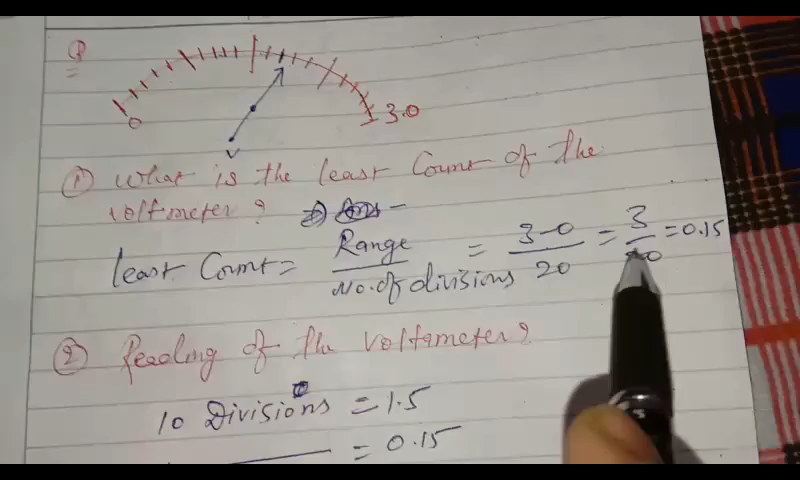 Q
0
3.0
V
① What is the least Count of the
voltmeter?
least Count = Range / No. of divisions = 3-0 / 20 = 3 / 20 = 0.15
② Reading of the voltameter?
10 Divisions = 1.5
= 0.15